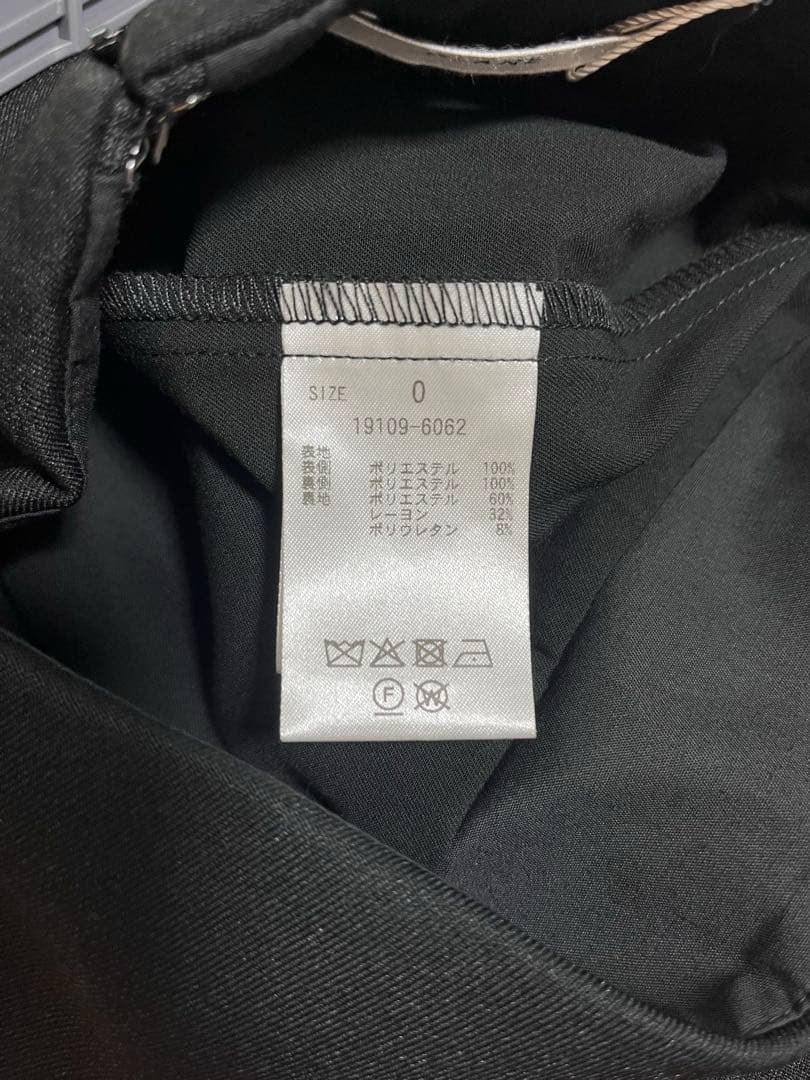 SIZE 0
19109-6062
表地
表側 ポリエステル 100%
裏側 ポリエステル 100%
裏地 ポリエステル 60%
レーヨン 32%
ポリウレタン 8%
F
W